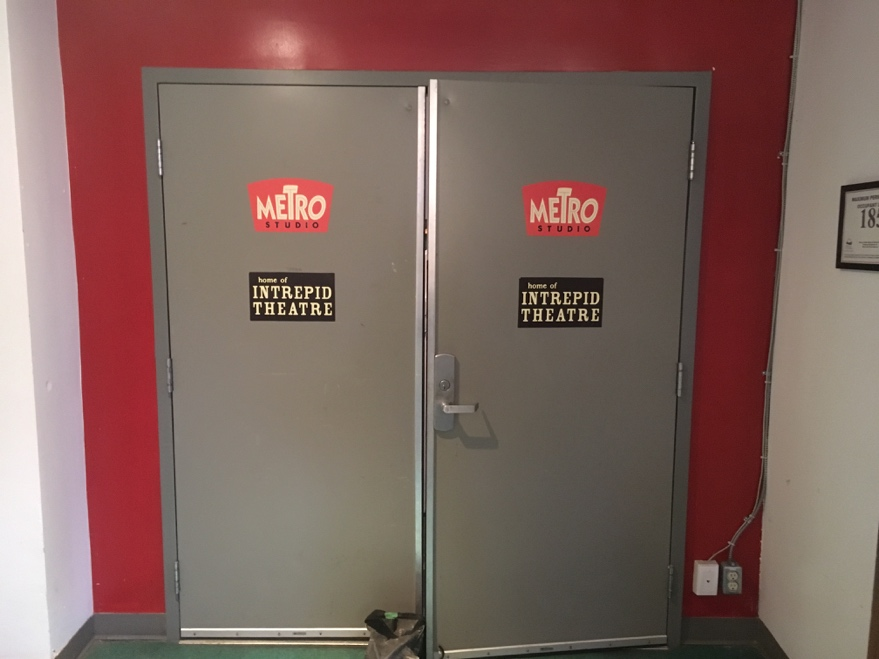 METRO
STUDIO
home of
INTREPID
THEATRE
METRO
STUDIO
home of
INTREPID
THEATRE